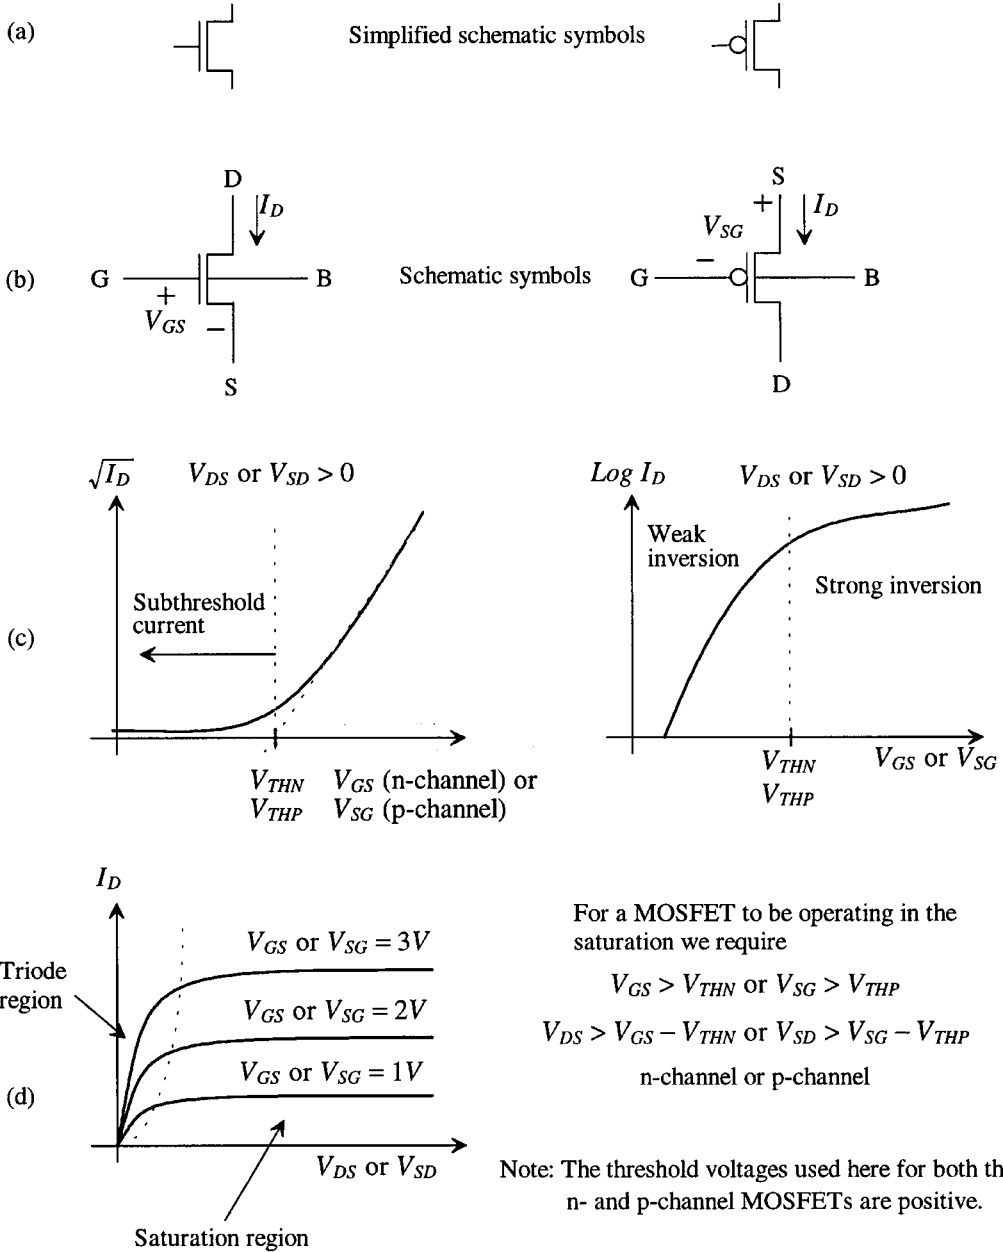 (a)
Simplified schematic symbols
D
I_D
G
B
+
V_GS
−
S
(b)
Schematic symbols
S
+
I_D
V_SG
−
G
B
D
(c)
√I_D
V_DS or V_SD > 0
Subthreshold
current
V_THN V_GS (n-channel) or
V_THP V_SG (p-channel)
Log I_D
V_DS or V_SD > 0
Weak
inversion
Strong inversion
V_THN
V_THP
V_GS or V_SG
(d)
I_D
Triode
region
V_GS or V_SG = 3V
V_GS or V_SG = 2V
V_GS or V_SG = 1V
V_DS or V_SD
Saturation region
For a MOSFET to be operating in the
saturation we require
V_GS > V_THN or V_SG > V_THP
V_DS > V_GS − V_THN or V_SD > V_SG − V_THP
n-channel or p-channel
Note: The threshold voltages used here for both th
n- and p-channel MOSFETs are positive.